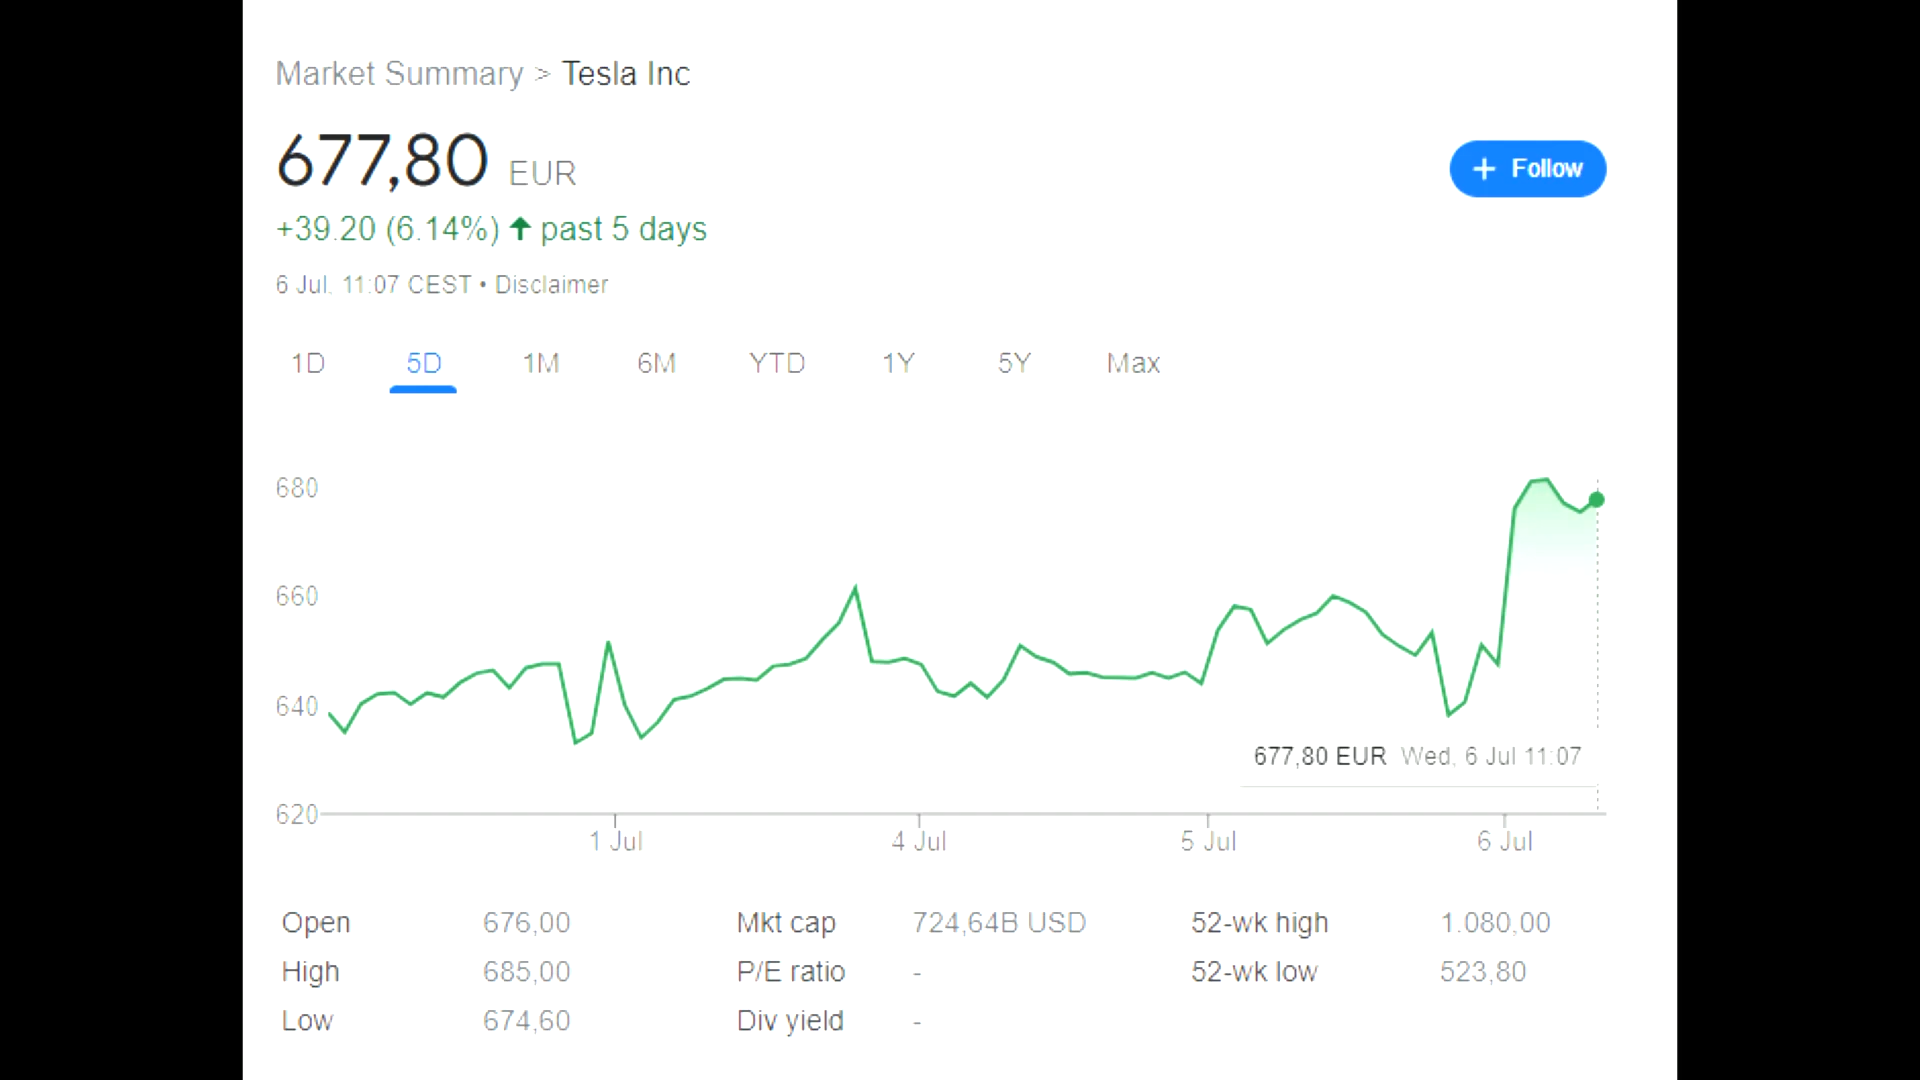 Market Summary > Tesla Inc
677,80 EUR
+ Follow
+39.20 (6.14%) ↑ past 5 days
6 Jul. 11:07 CEST • Disclaimer
1D 5D 1M 6M YTD 1Y 5Y Max
680
660
640
677,80 EUR Wed, 6 Jul 11:07
620
1 Jul 4 Jul 5 Jul 6 Jul
Open 676,00 Mkt cap 724,64B USD 52-wk high 1.080,00
High 685,00 P/E ratio - 52-wk low 523,80
Low 674,60 Div yield -